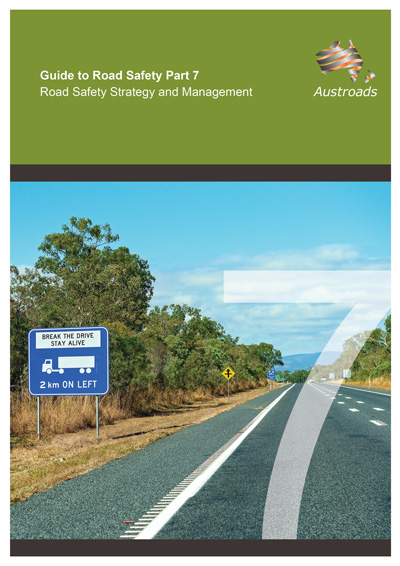 Guide to Road Safety Part 7
Road Safety Strategy and Management
Austroads
7
BREAK THE DRIVE
STAY ALIVE
2 km ON LEFT